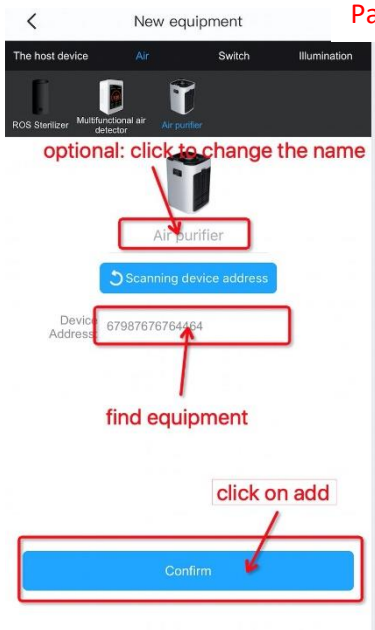 New equipment
Pa
The host device Air Switch Illumination
ROS Sterilizer
Multifunctional air
detector
Air purifier
optional: click to change the name
Air purifier
Scanning device address
Device
Address:
67987676764464
find equipment
click on add
Confirm